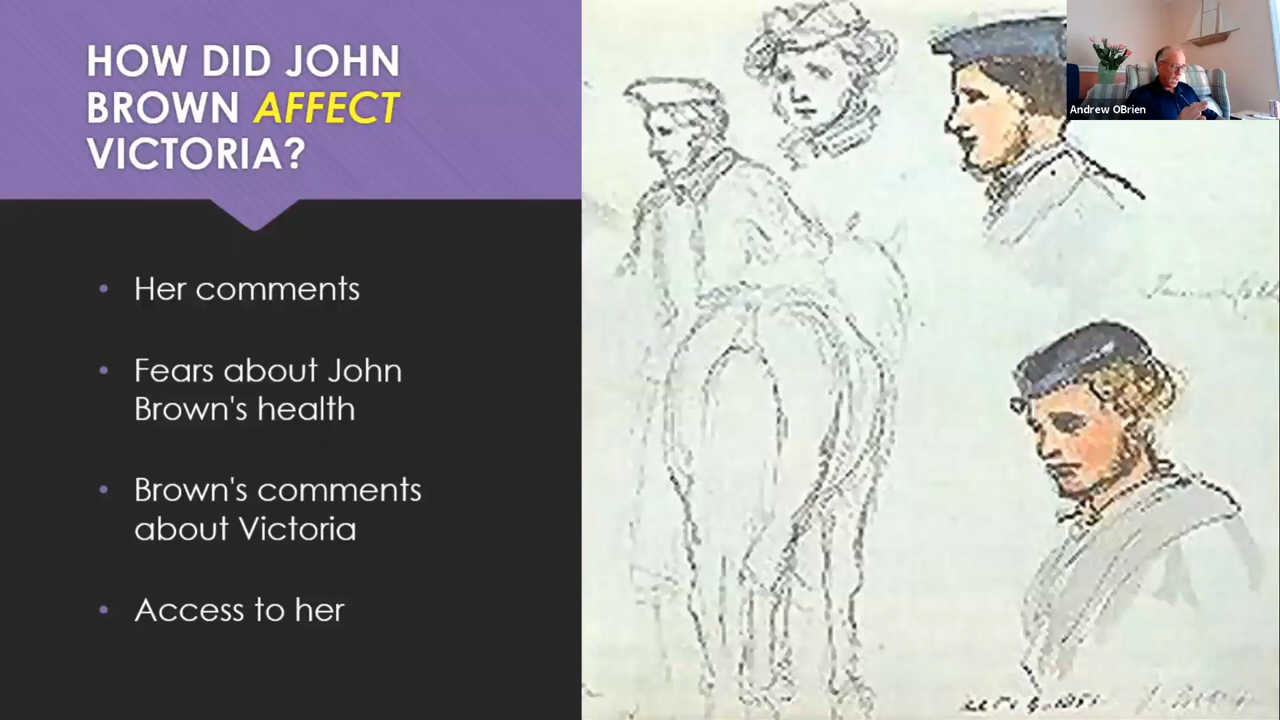 HOW DID JOHN
BROWN AFFECT
VICTORIA?
• Her comments
• Fears about John
Brown's health
• Brown's comments
about Victoria
• Access to her
Andrew OBrien